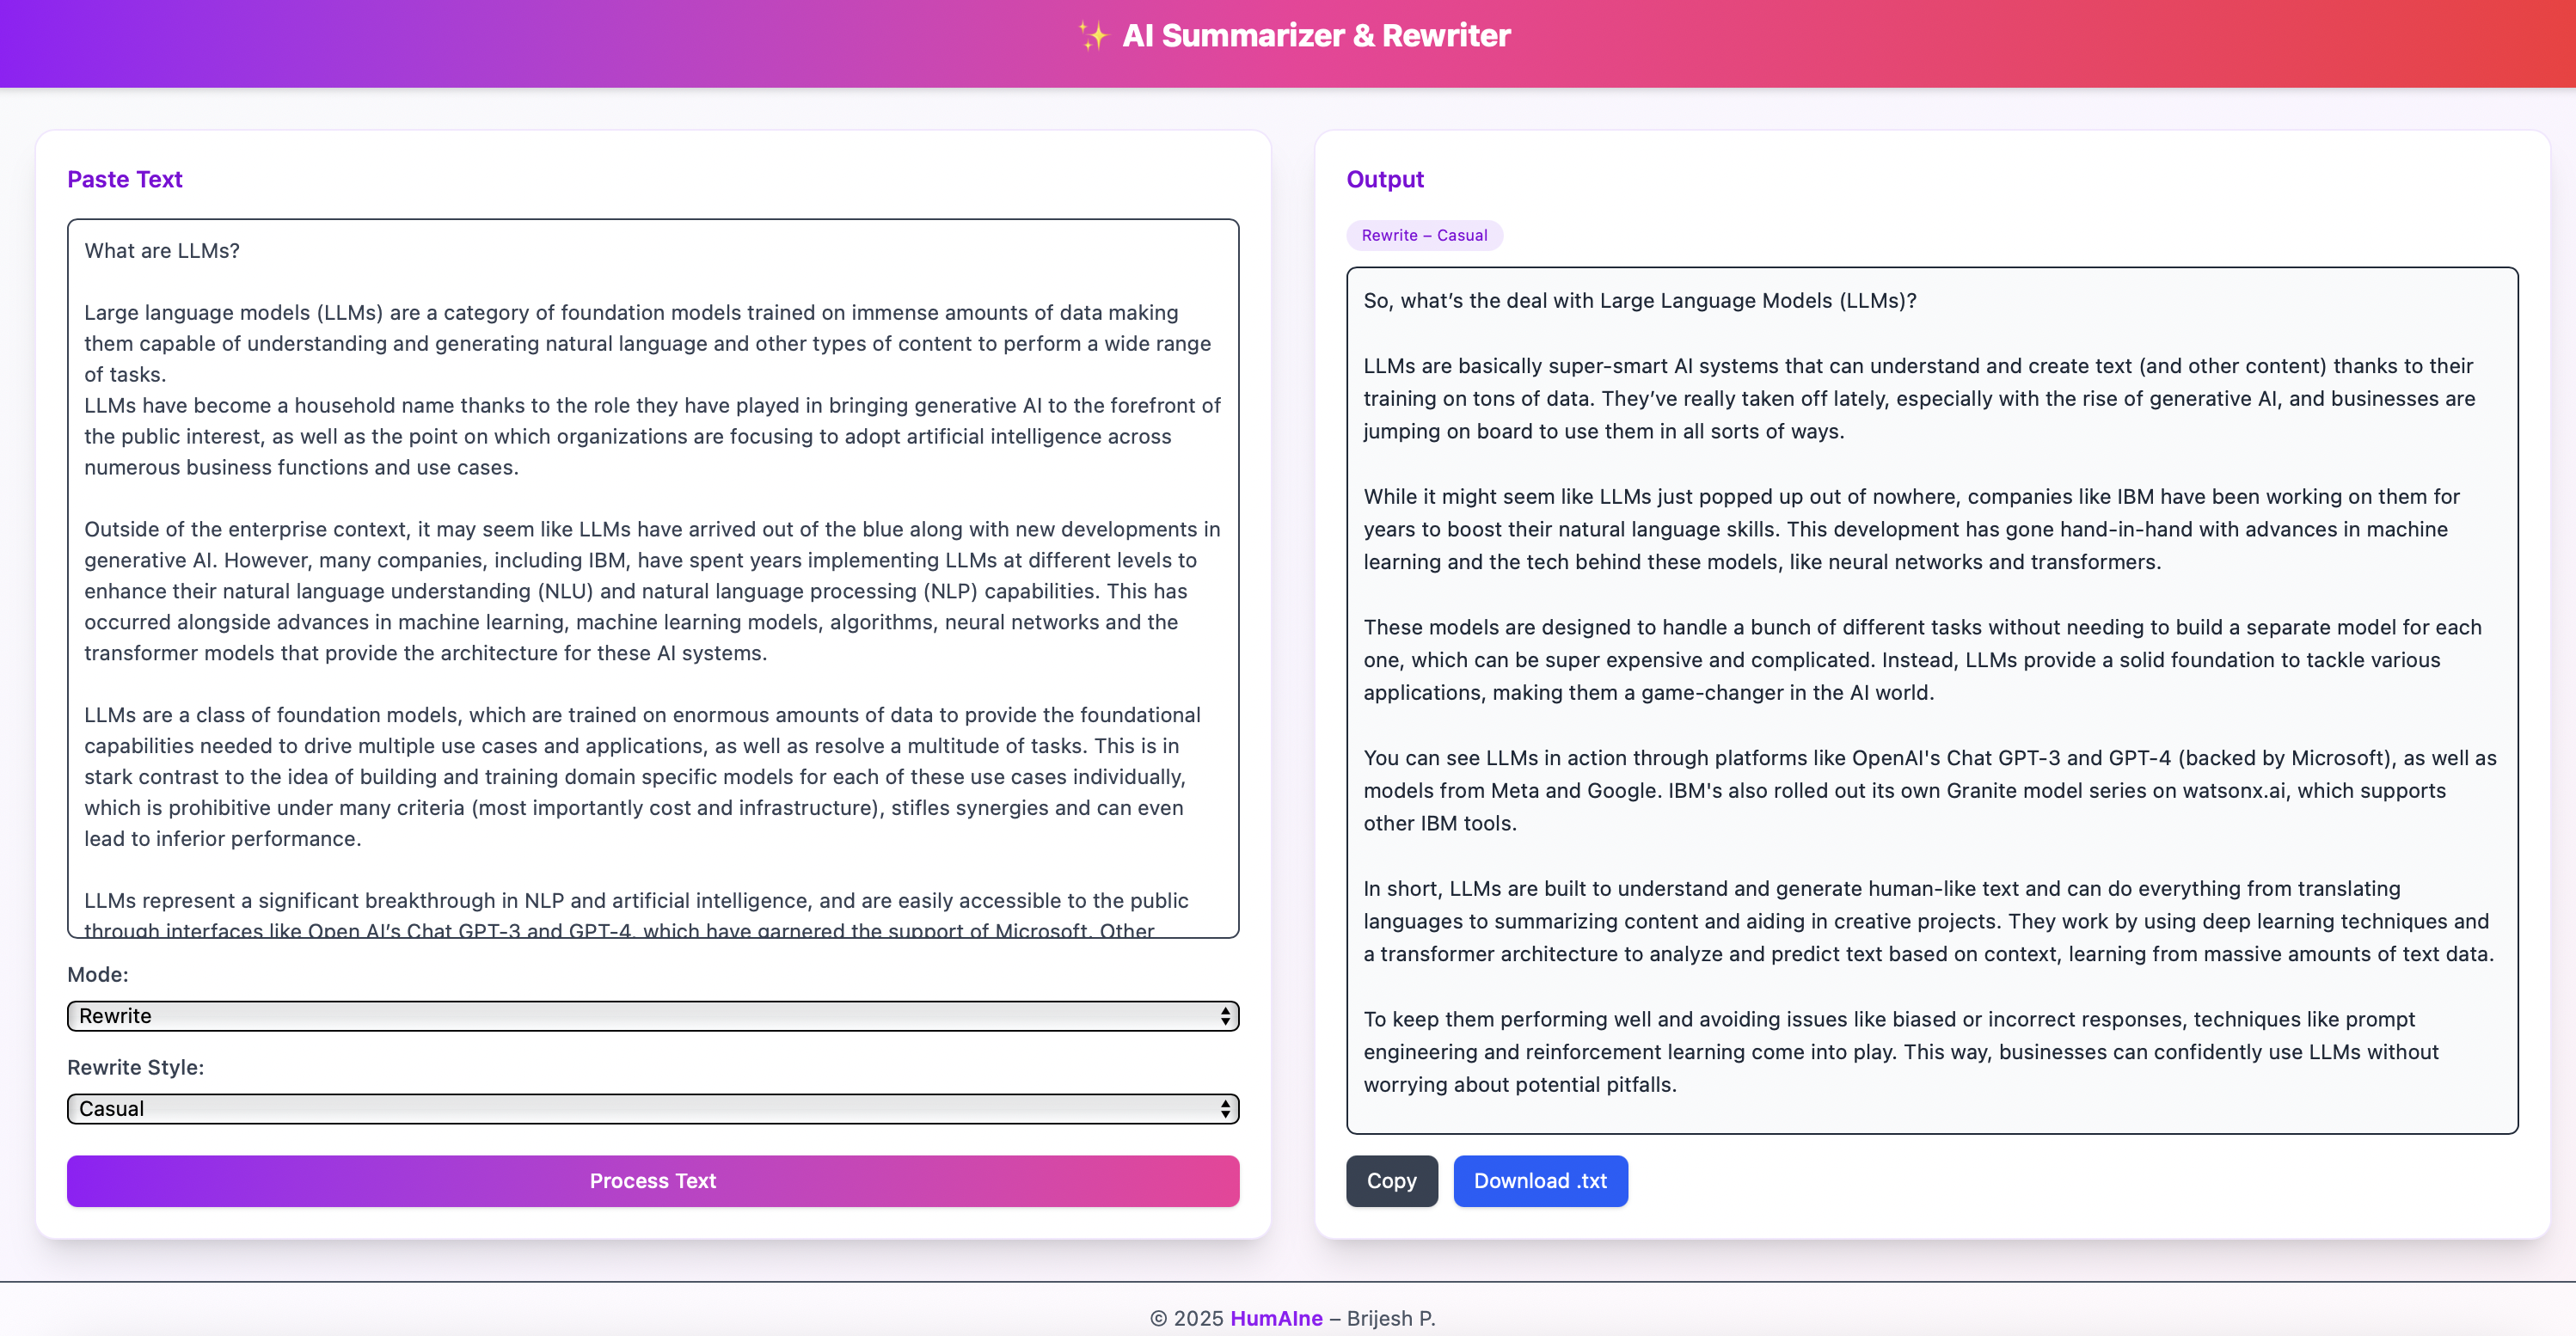 ✨ AI Summarizer & Rewriter
Paste Text
What are LLMs?
Large language models (LLMs) are a category of foundation models trained on immense amounts of data making
them capable of understanding and generating natural language and other types of content to perform a wide range
of tasks.
LLMs have become a household name thanks to the role they have played in bringing generative AI to the forefront of
the public interest, as well as the point on which organizations are focusing to adopt artificial intelligence across
numerous business functions and use cases.
Outside of the enterprise context, it may seem like LLMs have arrived out of the blue along with new developments in
generative AI. However, many companies, including IBM, have spent years implementing LLMs at different levels to
enhance their natural language understanding (NLU) and natural language processing (NLP) capabilities. This has
occurred alongside advances in machine learning, machine learning models, algorithms, neural networks and the
transformer models that provide the architecture for these AI systems.
LLMs are a class of foundation models, which are trained on enormous amounts of data to provide the foundational
capabilities needed to drive multiple use cases and applications, as well as resolve a multitude of tasks. This is in
stark contrast to the idea of building and training domain specific models for each of these use cases individually,
which is prohibitive under many criteria (most importantly cost and infrastructure), stifles synergies and can even
lead to inferior performance.
LLMs represent a significant breakthrough in NLP and artificial intelligence, and are easily accessible to the public
through interfaces like Open AI’s Chat GPT-3 and GPT-4, which have garnered the support of Microsoft. Other
Mode:
Rewrite
Rewrite Style:
Casual
Process Text
Output
Rewrite – Casual
So, what’s the deal with Large Language Models (LLMs)?
LLMs are basically super-smart AI systems that can understand and create text (and other content) thanks to their
training on tons of data. They’ve really taken off lately, especially with the rise of generative AI, and businesses are
jumping on board to use them in all sorts of ways.
While it might seem like LLMs just popped up out of nowhere, companies like IBM have been working on them for
years to boost their natural language skills. This development has gone hand-in-hand with advances in machine
learning and the tech behind these models, like neural networks and transformers.
These models are designed to handle a bunch of different tasks without needing to build a separate model for each
one, which can be super expensive and complicated. Instead, LLMs provide a solid foundation to tackle various
applications, making them a game-changer in the AI world.
You can see LLMs in action through platforms like OpenAI's Chat GPT-3 and GPT-4 (backed by Microsoft), as well as
models from Meta and Google. IBM's also rolled out its own Granite model series on watsonx.ai, which supports
other IBM tools.
In short, LLMs are built to understand and generate human-like text and can do everything from translating
languages to summarizing content and aiding in creative projects. They work by using deep learning techniques and
a transformer architecture to analyze and predict text based on context, learning from massive amounts of text data.
To keep them performing well and avoiding issues like biased or incorrect responses, techniques like prompt
engineering and reinforcement learning come into play. This way, businesses can confidently use LLMs without
worrying about potential pitfalls.
Copy
Download .txt
© 2025 HumAIne – Brijesh P.